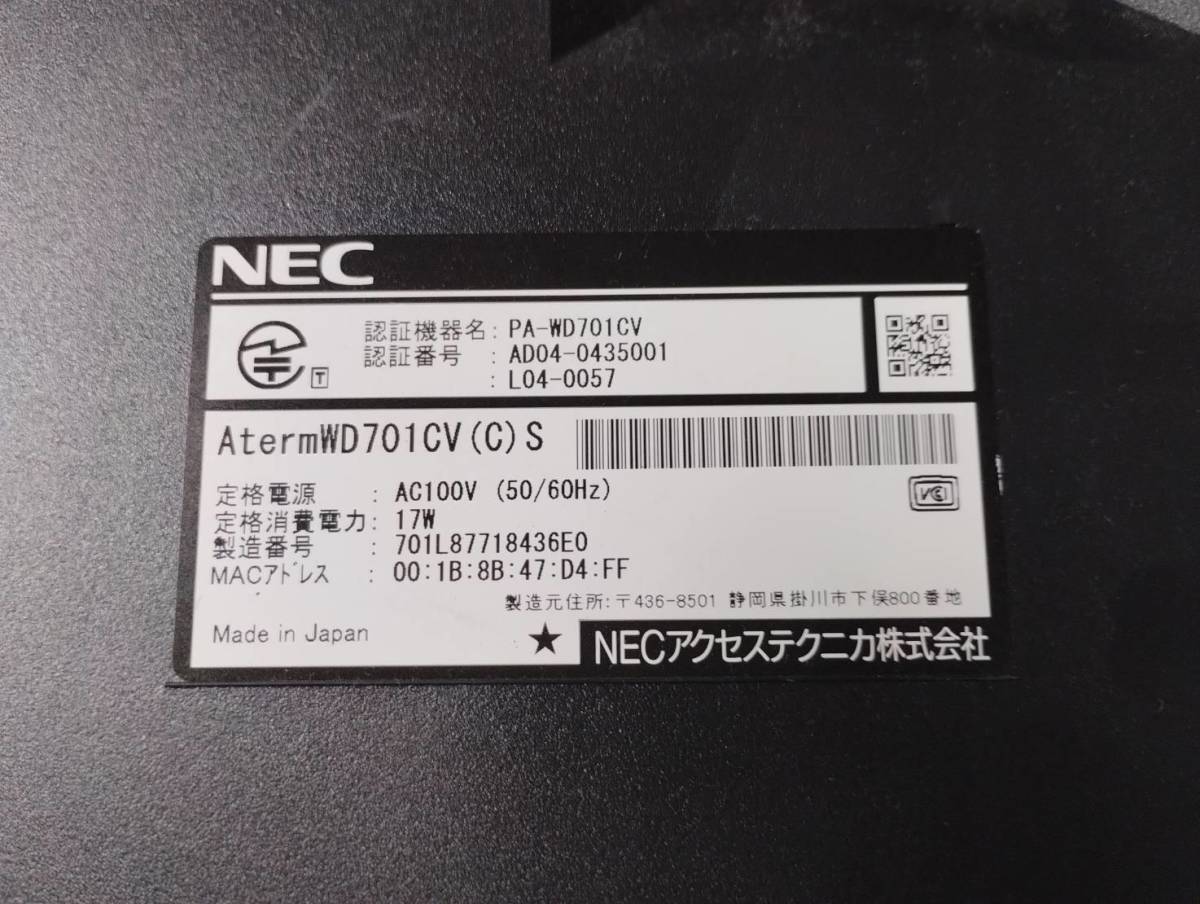 NEC
認証機器名: PA-WD701CV
認証番号 : AD04-0435001
: L04-0057
T
AtermWD701CV(C)S
定格電源 : AC100V (50/60Hz)
定格消費電力: 17W
製造番号 : 701L87718436E0
MACアドレス : 00:1B:8B:47:D4:FF
製造元住所:〒436-8501 静岡県掛川市下俣800番地
Made in Japan ★ NECアクセステクニカ株式会社